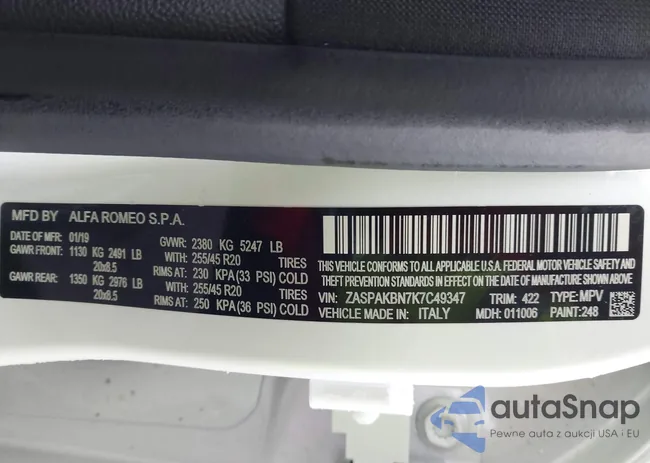 MFD BY ALFA ROMEO S.P.A.
DATE OF MFR: 01/19 GVWR: 2380 KG 5247 LB
GAWR FRONT: 1130 KG 2491 LB WITH: 255/45 R20 TIRES
20x8.5 RIMS AT: 230 KPA (33 PSI) COLD
GAWR REAR: 1350 KG 2976 LB WITH: 255/45 R20 TIRES
20x8.5 RIMS AT: 250 KPA (36 PSI) COLD
THIS VEHICLE CONFORMS TO ALL APPLICABLE U.S.A. FEDERAL MOTOR VEHICLE SAFETY AND
THEFT PREVENTION STANDARDS IN EFFECT ON THE DATE OF MANUFACTURE SHOWN ABOVE.
VIN: ZASPAKBN7K7C49347 TRIM: 422 TYPE: MPV
VEHICLE MADE IN: ITALY MDH: 011006 PAINT: 248
autaSnap
Pewne auta z aukcji USA i EU